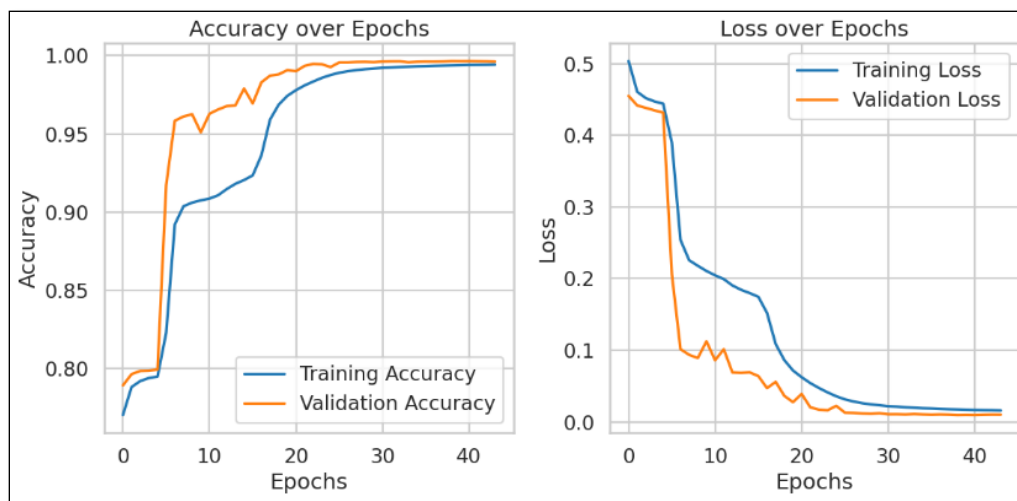 Accuracy over Epochs
1.00
0.95
0.90
0.85
0.80
Accuracy
Training Accuracy
Validation Accuracy
0
10
20
30
40
Epochs
Loss over Epochs
0.5
0.4
0.3
0.2
0.1
0.0
Loss
Training Loss
Validation Loss
0
10
20
30
40
Epochs